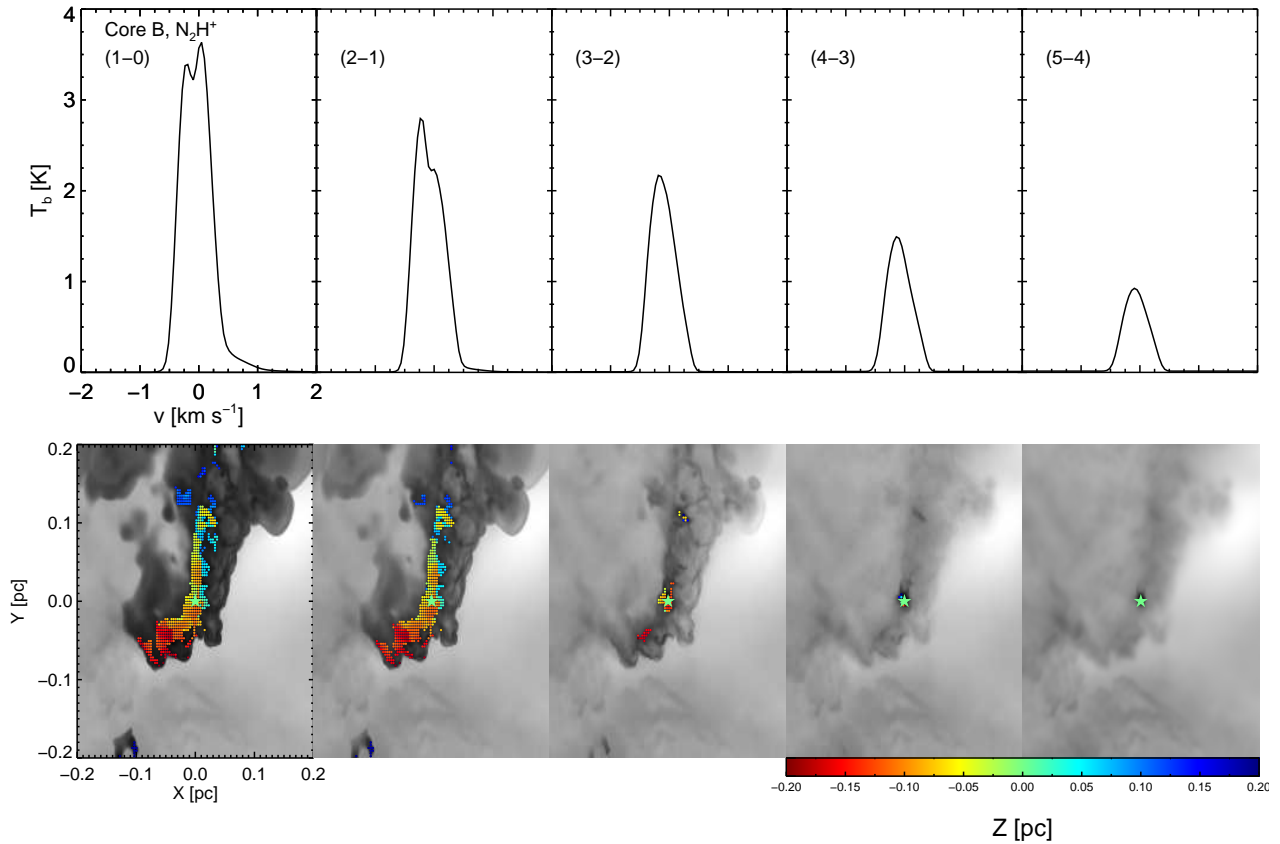 Core B, N₂H⁺
(1−0) (2−1) (3−2) (4−3) (5−4)
4
3
2
1
0
T_b [K]
−2 −1 0 1 2
v [km s⁻¹]
0.2
0.1
0.0
−0.1
−0.2
Y [pc]
−0.2 −0.1 0.0 0.1 0.2
X [pc]
−0.20 −0.15 −0.10 −0.05 0.00 0.05 0.10 0.15 0.20
Z [pc]